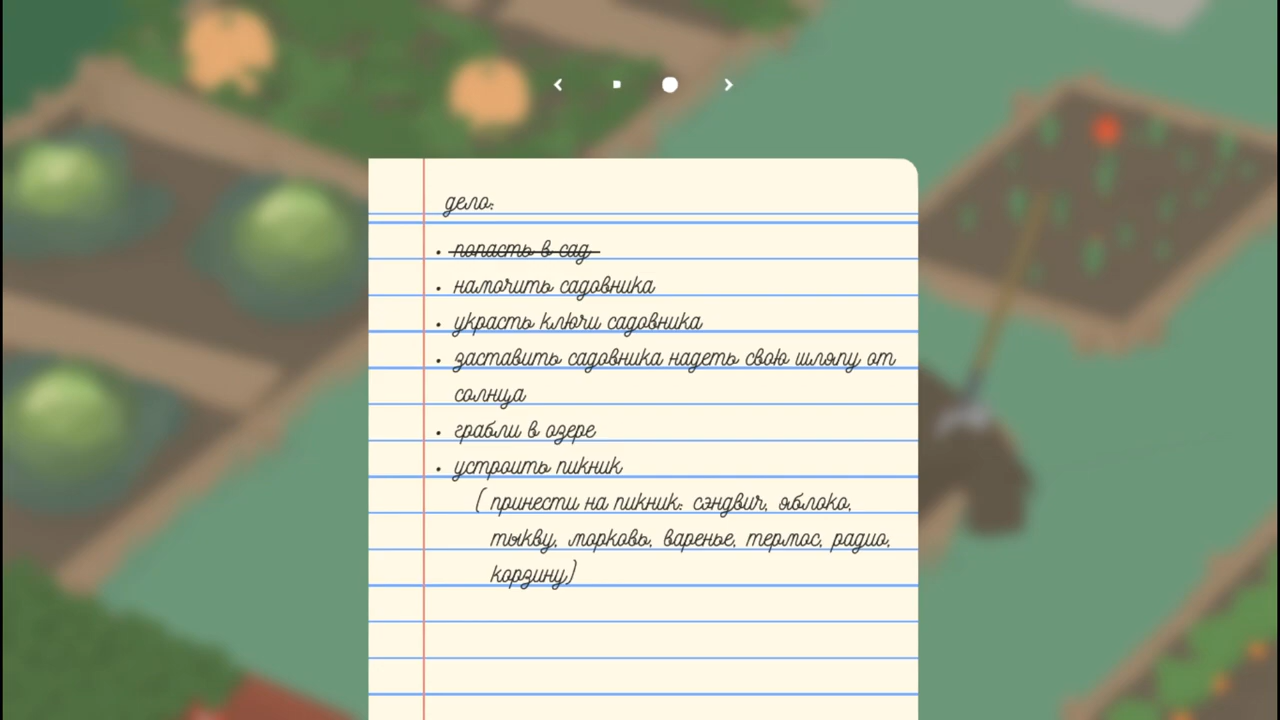 дело:
• попасть в сад
• намочить садовника
• украсть ключи садовника
• заставить садовника надеть свою шляпу от
солнца
• грабли в озере
• устроить пикник
( принести на пикник: сэндвич, яблоко,
тыкву, морковь, варенье, термос, радио,
корзину)